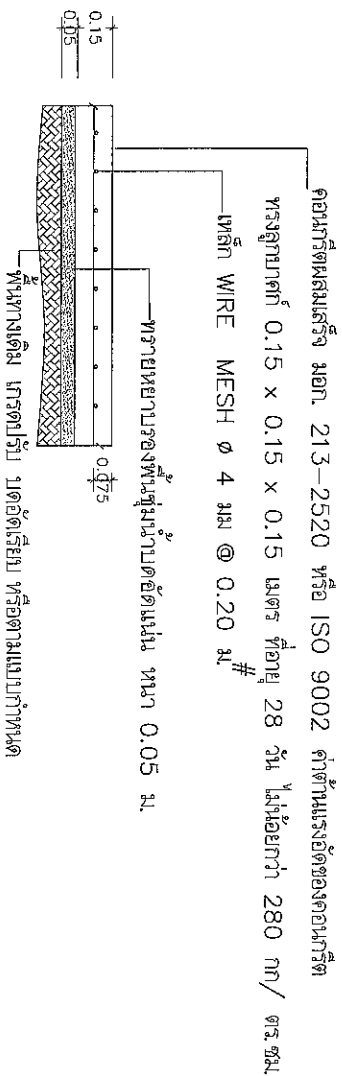 คอนกรีตผสมเสร็จ มอก. 213-2520 หรือ ISO 9002 ค่าต้านแรงอัดของคอนกรีต
ทรงลูกบาศก์ 0.15 x 0.15 x 0.15 เมตร ที่อายุ 28 วัน ไม่น้อยกว่า 280 กก/ ตร.ซม.
เหล็ก WIRE MESH ø 4 มม @ 0.20 ม.
#
ทรายหยาบรองพื้นชุ่มน้ำบดอัดแน่น หนา 0.05 ม.
พื้นทางเดิม เกรดปรับ บดอัดเรียบ หรือตามแบบกำหนด
0.15
0.05
0.075